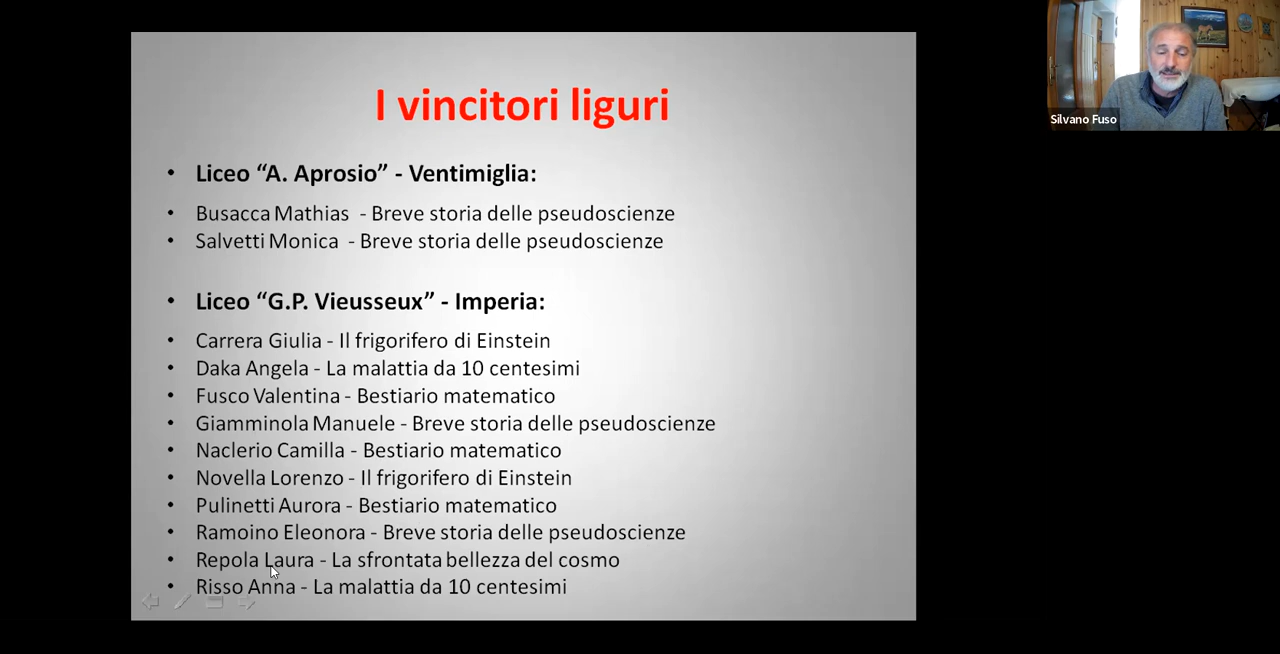 I vincitori liguri
• Liceo “A. Aprosio” - Ventimiglia:
• Busacca Mathias - Breve storia delle pseudoscienze
• Salvetti Monica - Breve storia delle pseudoscienze
• Liceo “G.P. Vieusseux” - Imperia:
• Carrera Giulia - Il frigorifero di Einstein
• Daka Angela - La malattia da 10 centesimi
• Fusco Valentina - Bestiario matematico
• Giamminola Manuele - Breve storia delle pseudoscienze
• Naclerio Camilla - Bestiario matematico
• Novella Lorenzo - Il frigorifero di Einstein
• Pulinetti Aurora - Bestiario matematico
• Ramoino Eleonora - Breve storia delle pseudoscienze
• Repola Laura - La sfrontata bellezza del cosmo
• Risso Anna - La malattia da 10 centesimi
Silvano Fuso